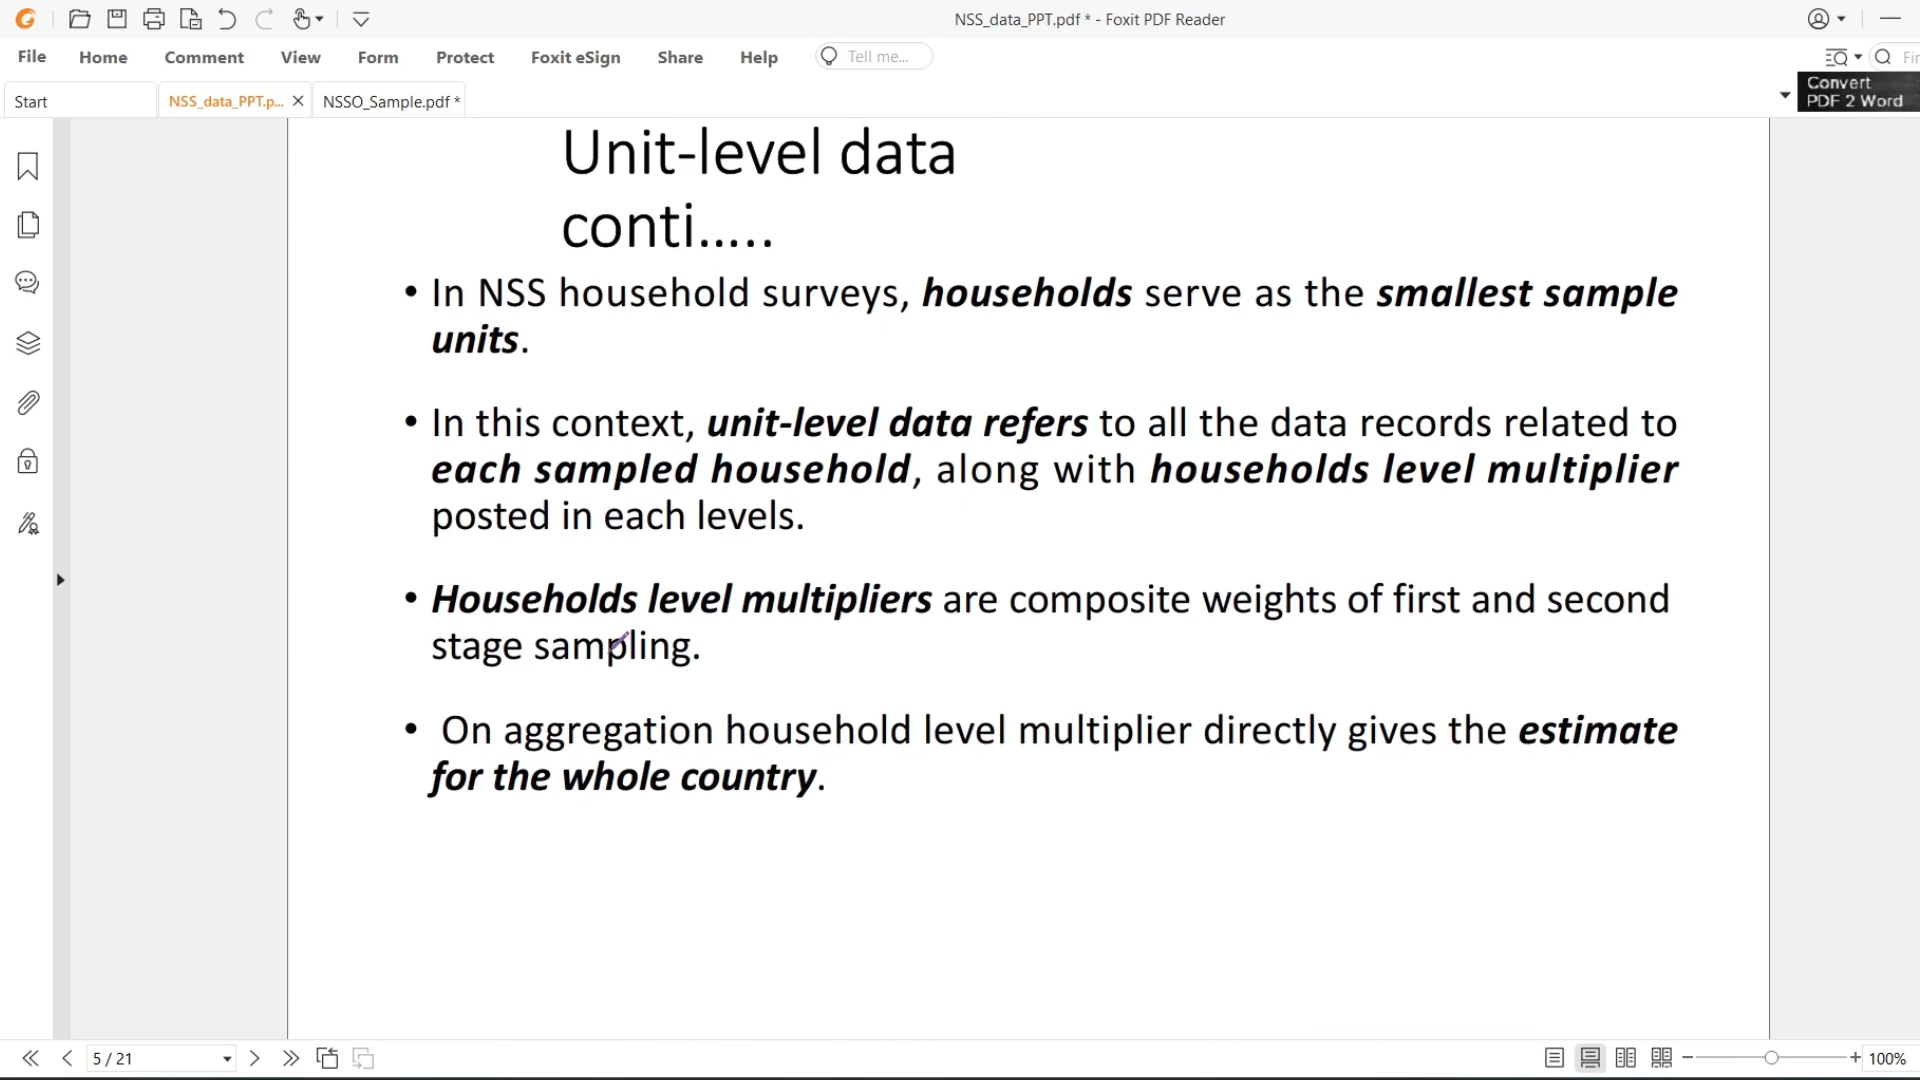 NSS_data_PPT.pdf * - Foxit PDF Reader
File Home Comment View Form Protect Foxit eSign Share Help Tell me...
Convert
PDF 2 Word
Start NSS_data_PPT.p... NSSO_Sample.pdf *
Unit-level data
conti.....
• In NSS household surveys, households serve as the smallest sample
units.
• In this context, unit-level data refers to all the data records related to
each sampled household, along with households level multiplier
posted in each levels.
• Households level multipliers are composite weights of first and second
stage sampling.
• On aggregation household level multiplier directly gives the estimate
for the whole country.
5 / 21
100%